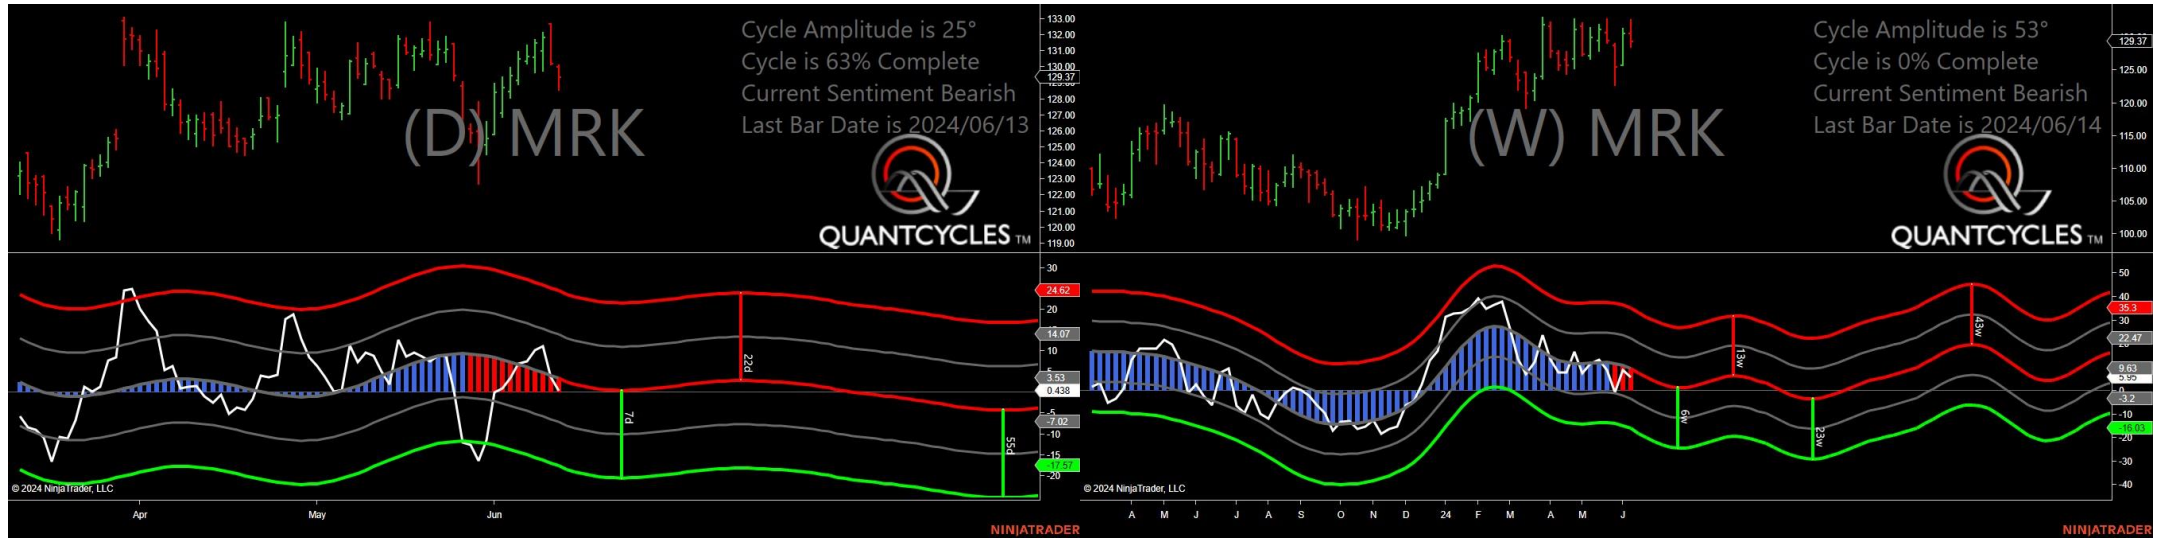 Cycle Amplitude is 25°
Cycle is 63% Complete
Current Sentiment Bearish
Last Bar Date is 2024/06/13
(D) MRK
QUANTCYCLES TM
133.00
132.00
131.00
130.00
129.37
128.00
127.00
126.00
125.00
124.00
123.00
122.00
121.00
120.00
119.00
30
24.62
20
14.07
10
3.53
0.438
-5
-7.02
-10
-15
-17.57
-20
22d
7d
55d
© 2024 NinjaTrader, LLC
Apr May Jun
NINJATRADER
Cycle Amplitude is 53°
Cycle is 0% Complete
Current Sentiment Bearish
Last Bar Date is 2024/06/14
(W) MRK
QUANTCYCLES TM
129.37
125.00
120.00
115.00
110.00
105.00
100.00
50
40
35.3
30
22.47
9.63
5.95
0
-3.2
-10
-16.03
-20
-30
-40
13w
43w
6w
23w
© 2024 NinjaTrader, LLC
A M J J A S O N D 24 F M A M J
NINJATRADER